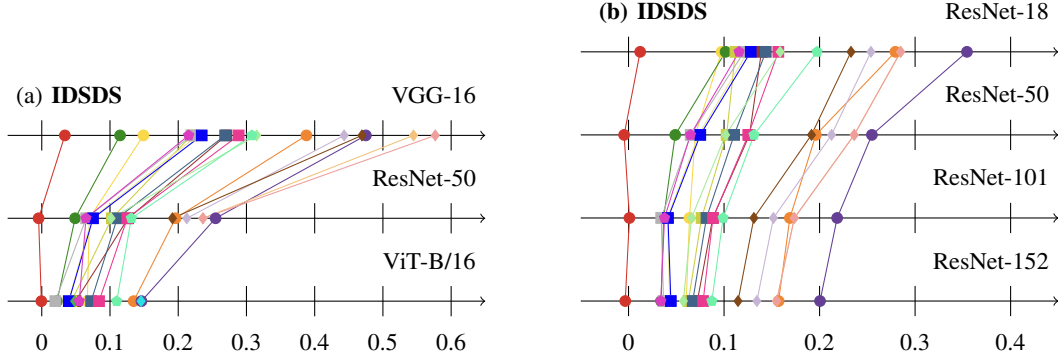 (a) IDSDS
VGG-16
ResNet-50
ViT-B/16
0 0.1 0.2 0.3 0.4 0.5 0.6
(b) IDSDS
ResNet-18
ResNet-50
ResNet-101
ResNet-152
0 0.1 0.2 0.3 0.4